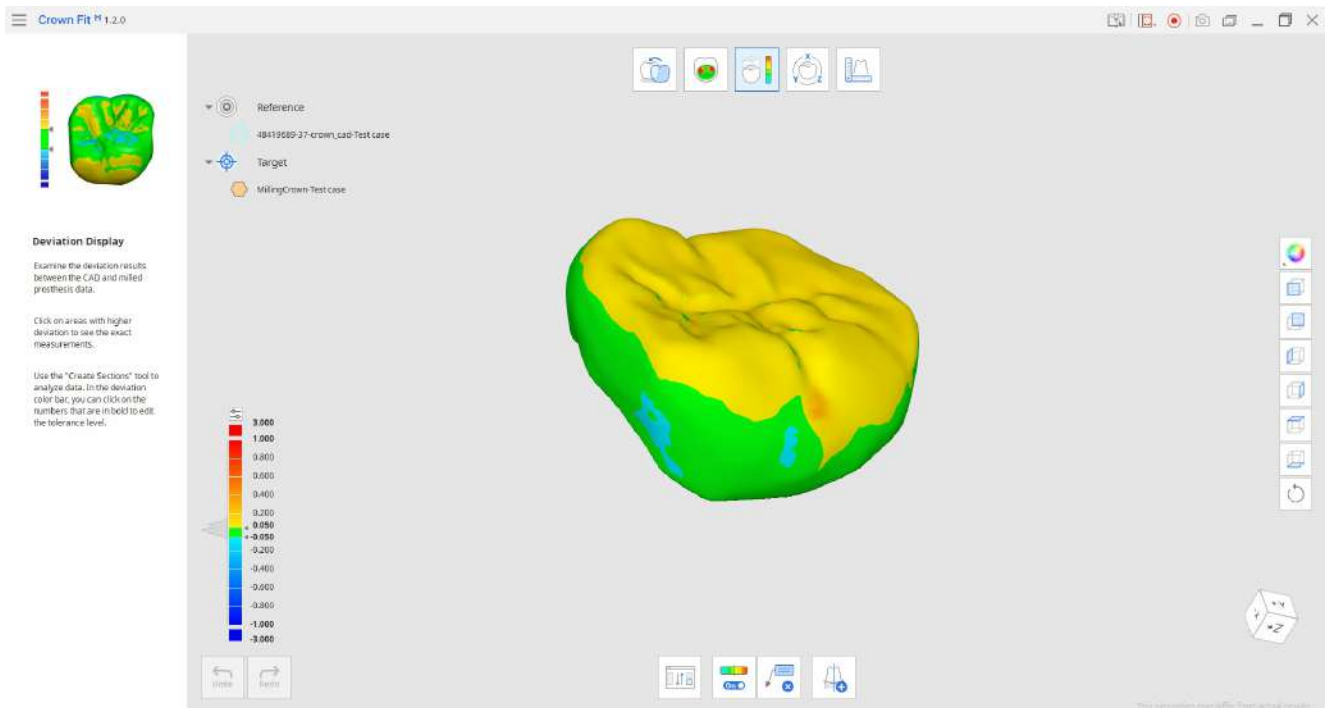 Crown Fit M 1.2.0
Deviation Display
Examine the deviation results
between the CAD and milled
prosthesis data.
Click on areas with higher
deviation to see the exact
measurements.
Use the "Create Sections" tool to
analyze data. In the deviation
color bar, you can click on the
numbers that are in bold to edit
the tolerance level.
X
Y Z
Reference
48419689-37-crown_cad-Test case
Target
MillingCrown-Test case
3.000
1.000
0.800
0.600
0.400
0.200
0.050
-0.050
-0.200
-0.400
-0.600
-0.800
-1.000
-3.000
Undo Redo
On